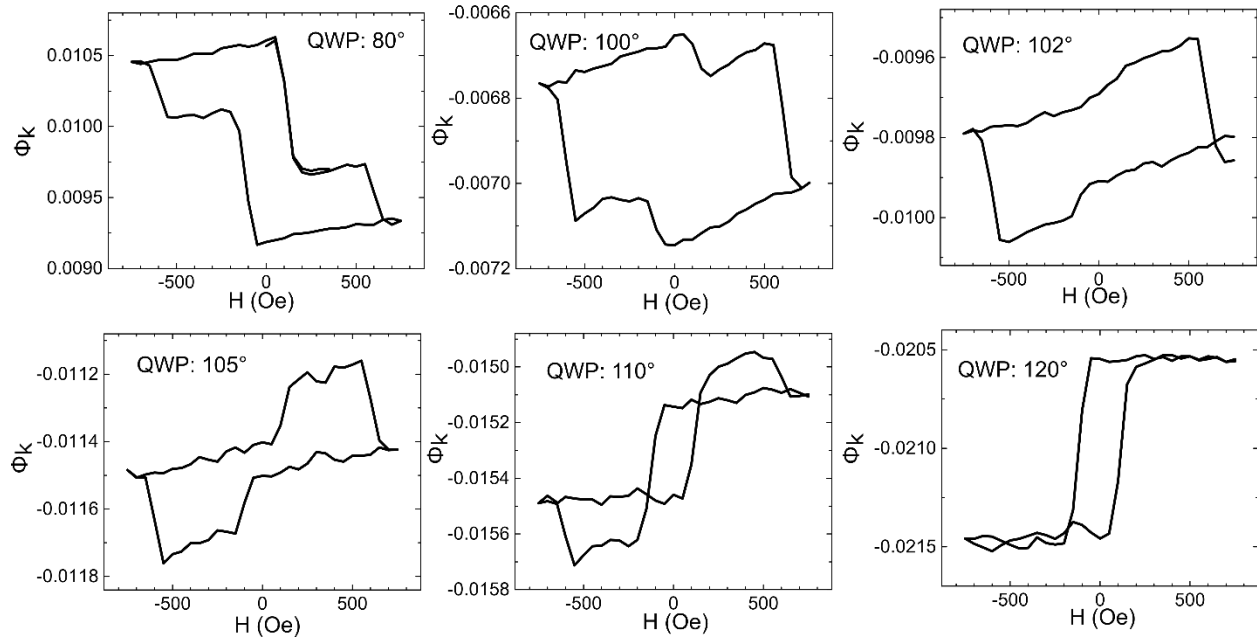 QWP: 80°
Φk
0.0105
0.0100
0.0095
0.0090
-500 0 500
H (Oe)
QWP: 100°
Φk
-0.0066
-0.0068
-0.0070
-0.0072
-500 0 500
H (Oe)
QWP: 102°
Φk
-0.0096
-0.0098
-0.0100
-500 0 500
H (Oe)
QWP: 105°
Φk
-0.0112
-0.0114
-0.0116
-0.0118
-500 0 500
H (Oe)
QWP: 110°
Φk
-0.0150
-0.0152
-0.0154
-0.0156
-0.0158
-500 0 500
H (Oe)
QWP: 120°
Φk
-0.0205
-0.0210
-0.0215
-500 0 500
H (Oe)